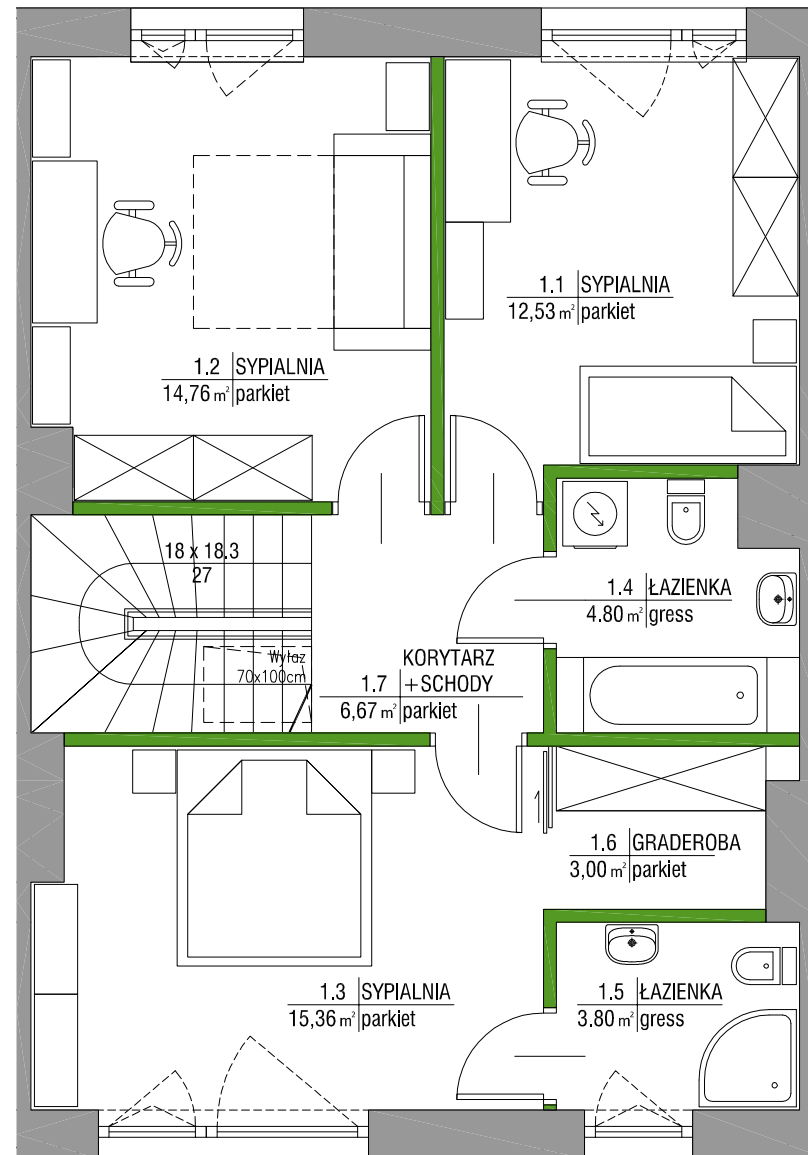 1.1 SYPIALNIA
12,53 m² parkiet
1.2 SYPIALNIA
14,76 m² parkiet
18 x 18.3
27
1.4 ŁAZIENKA
4.80 m² gress
Wyłaz
70x100cm
KORYTARZ
1.7 +SCHODY
6,67 m² parkiet
1.6 GRADEROBA
3,00 m² parkiet
1.3 SYPIALNIA
15,36 m² parkiet
1.5 ŁAZIENKA
3.80 m² gress